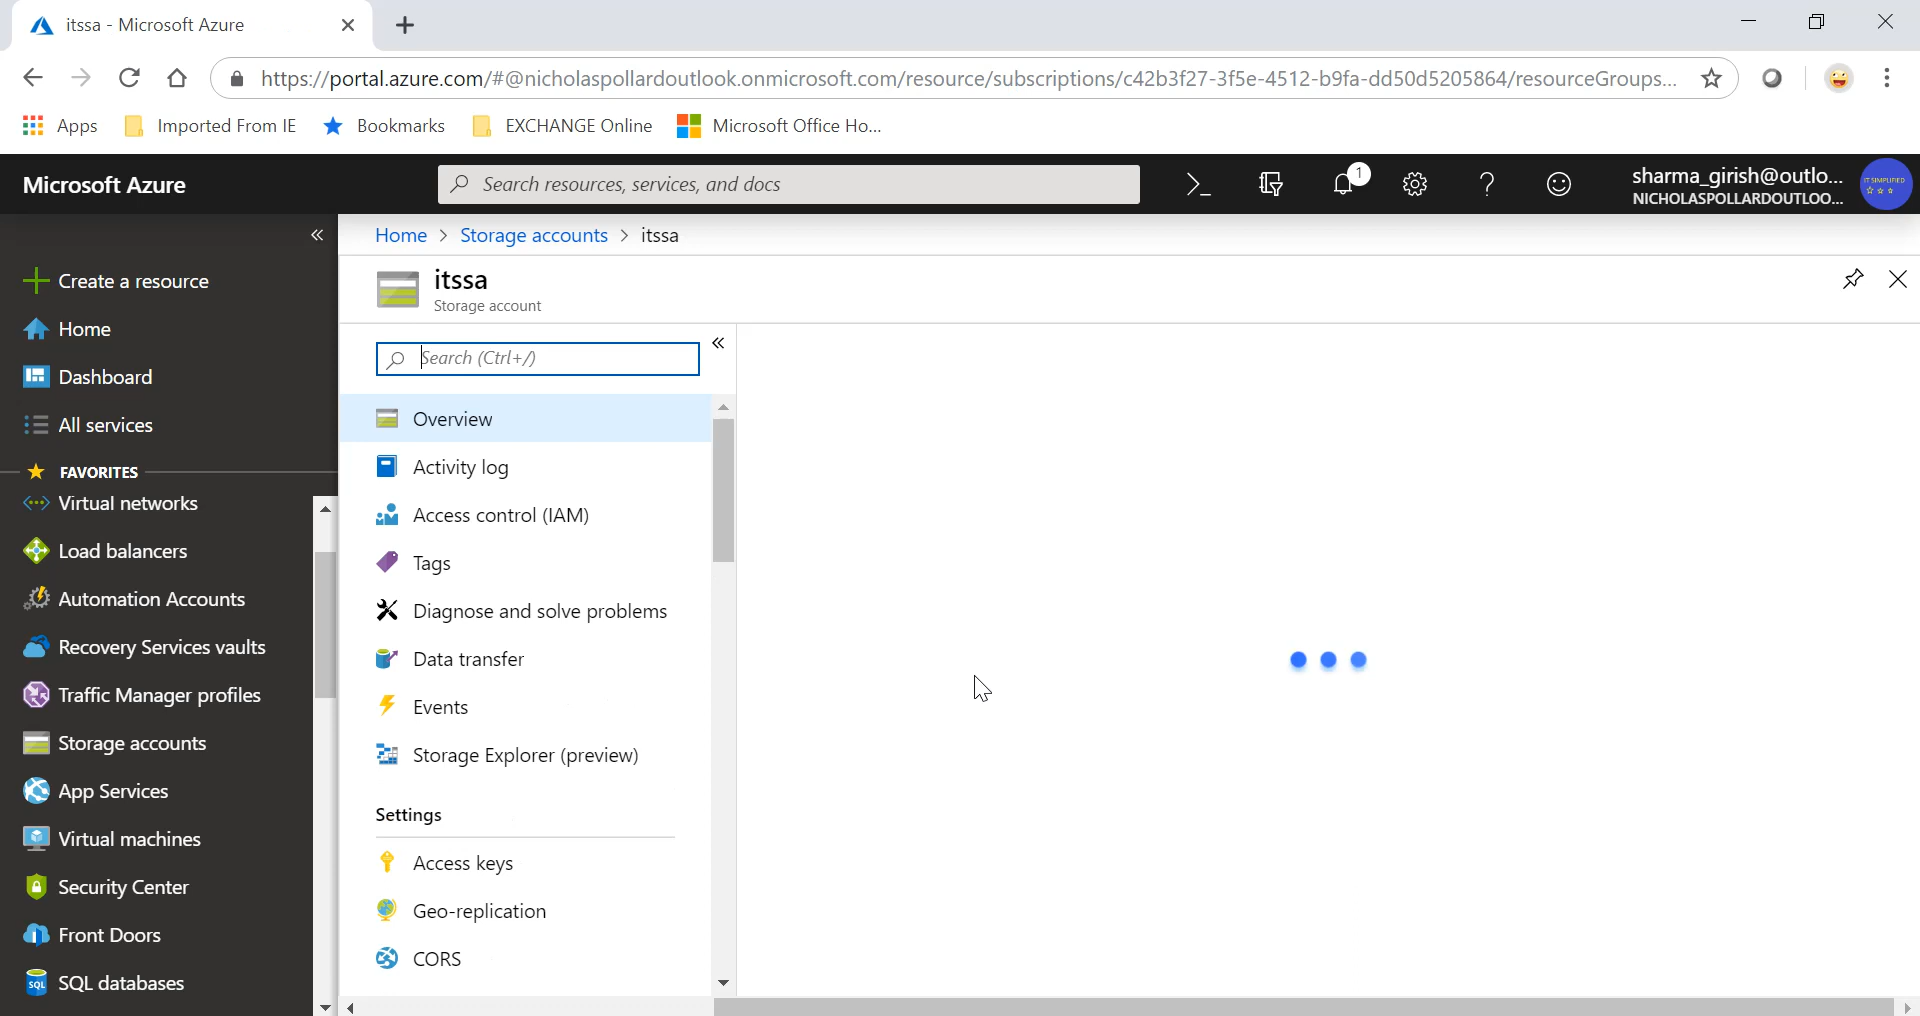 itssa - Microsoft Azure
https://portal.azure.com/#@nicholaspollardoutlook.onmicrosoft.com/resource/subscriptions/c42b3f27-3f5e-4512-b9fa-dd50d5205864/resourceGroups...
Apps Imported From IE Bookmarks EXCHANGE Online Microsoft Office Ho...
Microsoft Azure
Search resources, services, and docs
1
sharma_girish@outlo...
NICHOLASPOLLARDOUTLOO...
IT SIMPLIFIED
Create a resource
Home
Dashboard
All services
FAVORITES
Virtual networks
Load balancers
Automation Accounts
Recovery Services vaults
Traffic Manager profiles
Storage accounts
App Services
Virtual machines
Security Center
Front Doors
SQL
SQL databases
Home > Storage accounts > itssa
itssa
Storage account
Search (Ctrl+/)
Overview
Activity log
Access control (IAM)
Tags
Diagnose and solve problems
Data transfer
Events
Storage Explorer (preview)
Settings
Access keys
Geo-replication
CORS